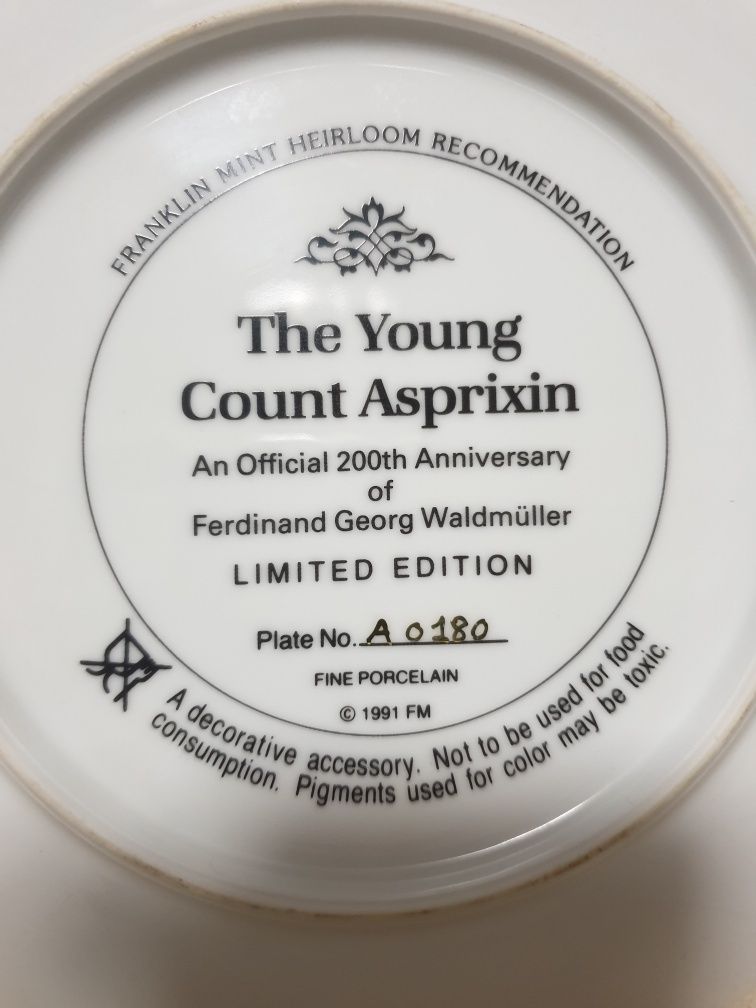 FRANKLIN MINT HEIRLOOM RECOMMENDATION
The Young
Count Asprixin
An Official 200th Anniversary
of
Ferdinand Georg Waldmüller
LIMITED EDITION
Plate No. A 0180
FINE PORCELAIN
© 1991 FM
A decorative accessory. Not to be used for food
consumption. Pigments used for color may be toxic.